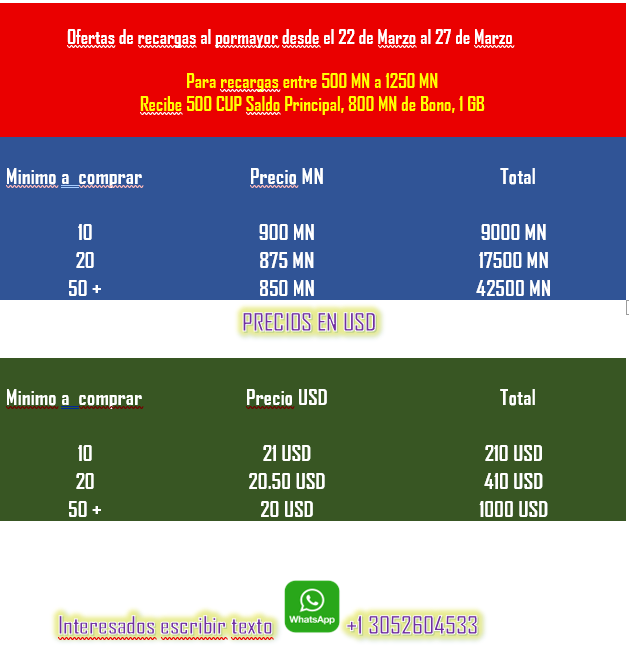 Ofertas de recargas al pormayor desde el 22 de Marzo al 27 de Marzo
Para recargas entre 500 MN a 1250 MN
Recibe 500 CUP Saldo Principal, 800 MN de Bono, 1 GB
Minimo a comprar Precio MN Total
10 900 MN 9000 MN
20 875 MN 17500 MN
50 + 850 MN 42500 MN
PRECIOS EN USD
Minimo a comprar Precio USD Total
10 21 USD 210 USD
20 20.50 USD 410 USD
50 + 20 USD 1000 USD
WhatsApp
Interesados escribir texto +1 3052604533